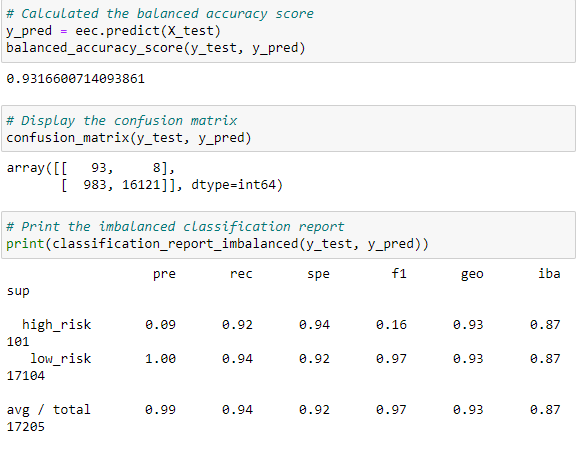 # Calculated the balanced accuracy score
y_pred = eec.predict(X_test)
balanced_accuracy_score(y_test, y_pred)
0.9316600714093861
# Display the confusion matrix
confusion_matrix(y_test, y_pred)
array([[   93,     8],
       [  983, 16121]], dtype=int64)
# Print the imbalanced classification report
print(classification_report_imbalanced(y_test, y_pred))
                   pre       rec       spe        f1       geo       iba
sup
  high_risk       0.09      0.92      0.94      0.16      0.93      0.87
101
   low_risk       1.00      0.94      0.92      0.97      0.93      0.87
17104
avg / total       0.99      0.94      0.92      0.97      0.93      0.87
17205